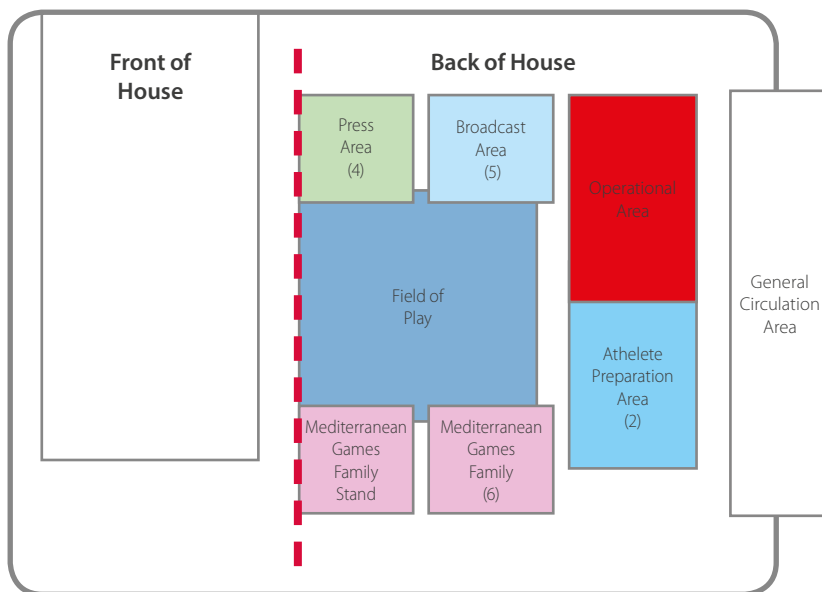 Front of
House
Back of House
Press
Area
(4)
Broadcast
Area
(5)
Operational
Area
Field of
Play
General
Circulation
Area
Athelete
Preparation
Area
(2)
Mediterranean
Games
Family
Stand
Mediterranean
Games
Family
(6)